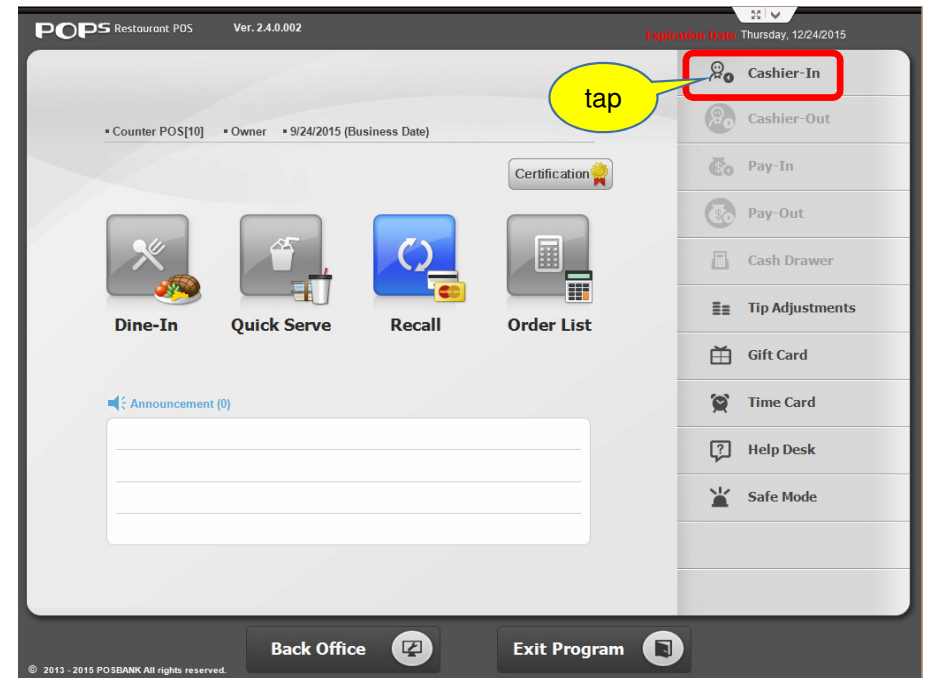 POPS Restaurant POS Ver. 2.4.0.002
Expiration Date Thursday, 12/24/2015
tap
Cashier-In
Cashier-Out
Pay-In
Pay-Out
Cash Drawer
Tip Adjustments
Gift Card
Time Card
Help Desk
Safe Mode
▪ Counter POS[10] ▪ Owner ▪ 9/24/2015 (Business Date)
Certification
Dine-In Quick Serve Recall Order List
Announcement (0)
Back Office Exit Program
© 2013 - 2015 POSBANK All rights reserved.